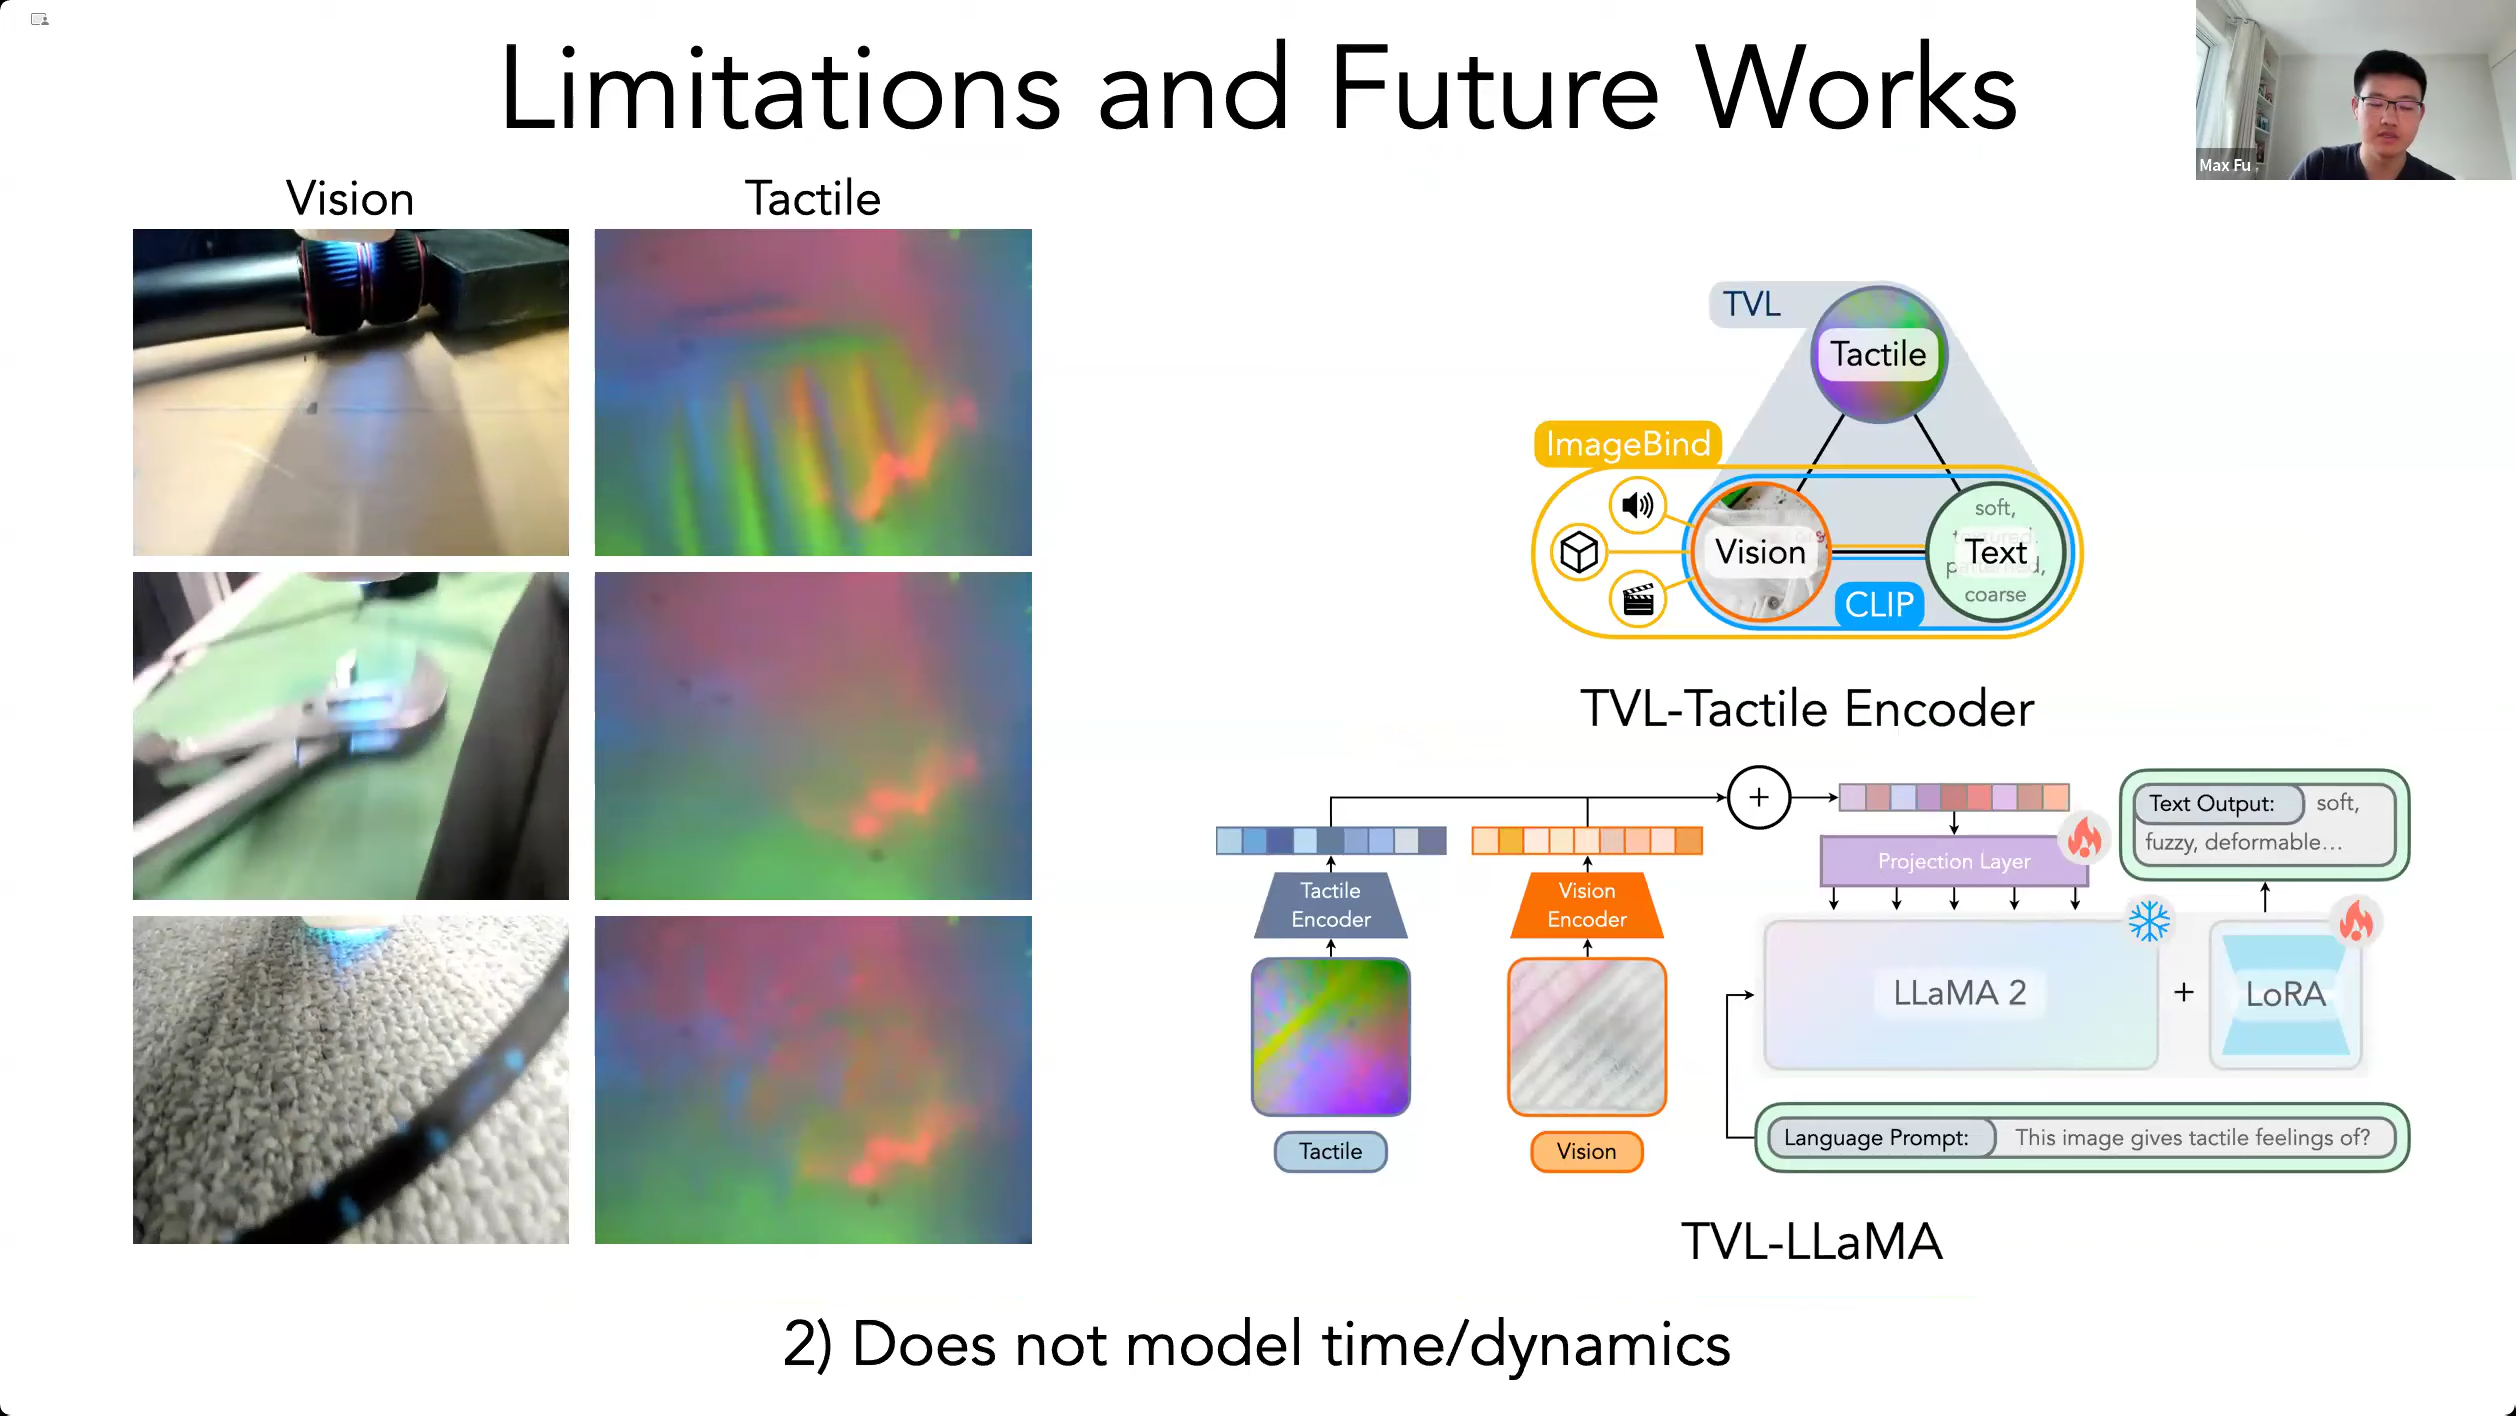 Limitations and Future Works
Max Fu
Vision
Tactile
TVL
Tactile
ImageBind
Vision
soft,
Text
coarse
CLIP
TVL-Tactile Encoder
Text Output: soft,
fuzzy, deformable...
Projection Layer
Tactile
Encoder
Vision
Encoder
LLaMA 2
+
LoRA
Tactile
Vision
Language Prompt: This image gives tactile feelings of?
TVL-LLaMA
2) Does not model time/dynamics